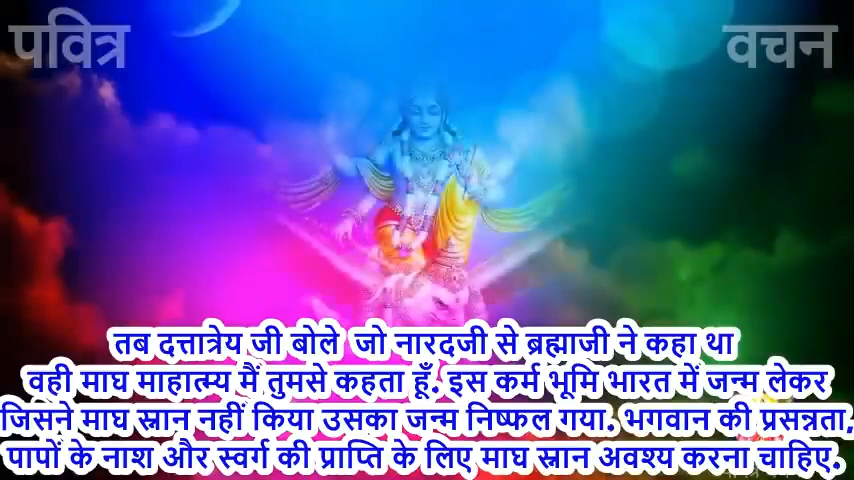 पवित्र वचन
तब दत्तात्रेय जी बोले जो नारदजी से ब्रह्माजी ने कहा था
वही माघ माहात्म्य मैं तुमसे कहता हूँ. इस कर्म भूमि भारत में जन्म लेकर
जिसने माघ स्नान नहीं किया उसका जन्म निष्फल गया. भगवान की प्रसन्नता,
पापों के नाश और स्वर्ग की प्राप्ति के लिए माघ स्नान अवश्य करना चाहिए.